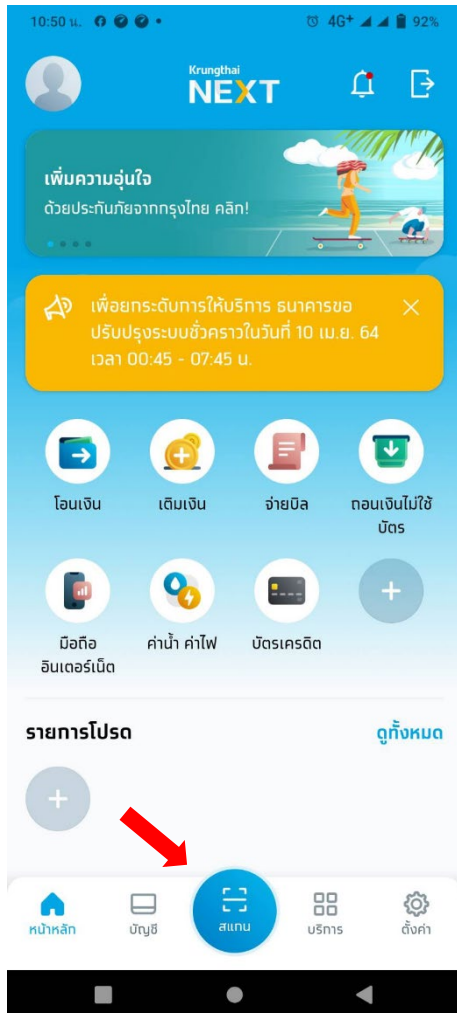 10:50 น. 4G+ 92%
Krungthai
NEXT
เพิ่มความอุ่นใจ
ด้วยประกันภัยจากกรุงไทย คลิก!
เพื่อยกระดับการให้บริการ ธนาคารขอ
ปรับปรุงระบบชั่วคราวในวันที่ 10 เม.ย. 64
เวลา 00:45 - 07:45 น.
โอนเงิน เติมเงิน จ่ายบิล ถอนเงินไม่ใช้
บัตร
มือถือ ค่าน้ำ ค่าไฟ บัตรเครดิต
อินเตอร์เน็ต
รายการโปรด ดูทั้งหมด
หน้าหลัก บัญชี สแกน บริการ ตั้งค่า